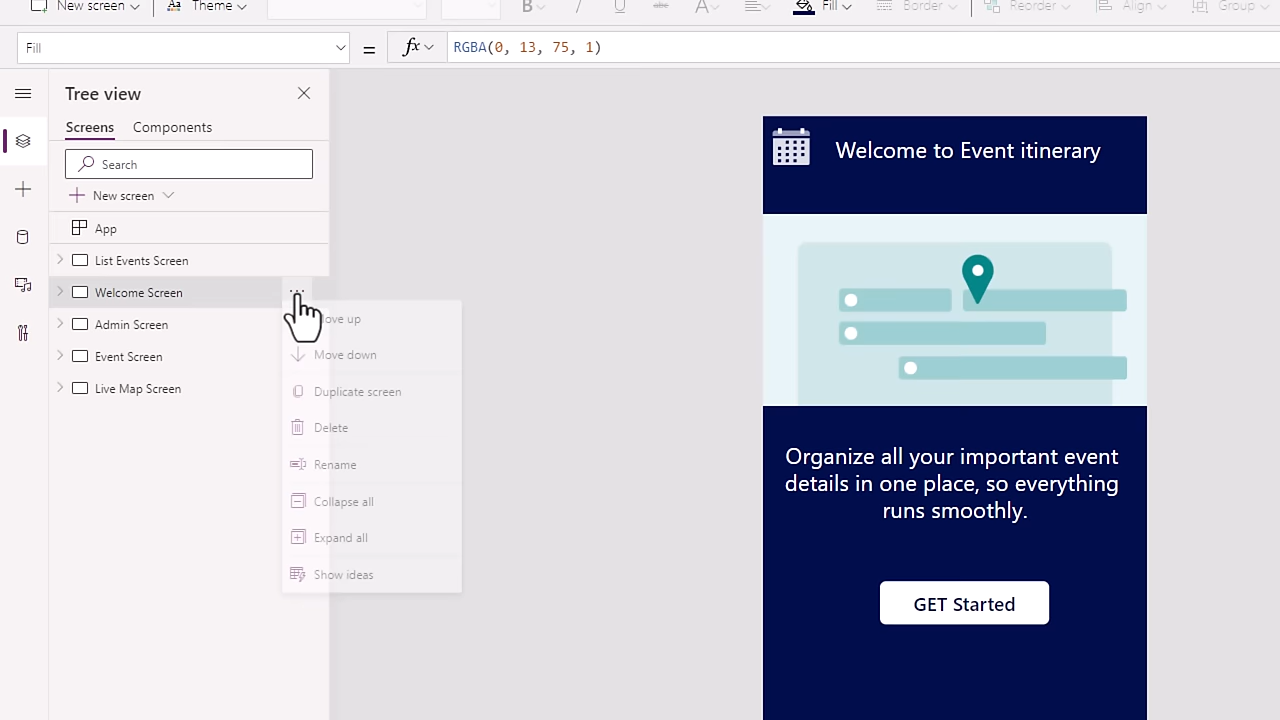 New screen
Theme
B
I
U
abc
A
Fill
Border
Reorder
Align
Group
Fill
=
fx
RGBA(0, 13, 75, 1)
Tree view
Screens
Components
Search
New screen
App
List Events Screen
Welcome Screen
...
Admin Screen
Event Screen
Live Map Screen
up
Move down
Duplicate screen
Delete
Rename
Collapse all
Expand all
Show ideas
Welcome to Event itinerary
Organize all your important event
details in one place, so everything
runs smoothly.
GET Started